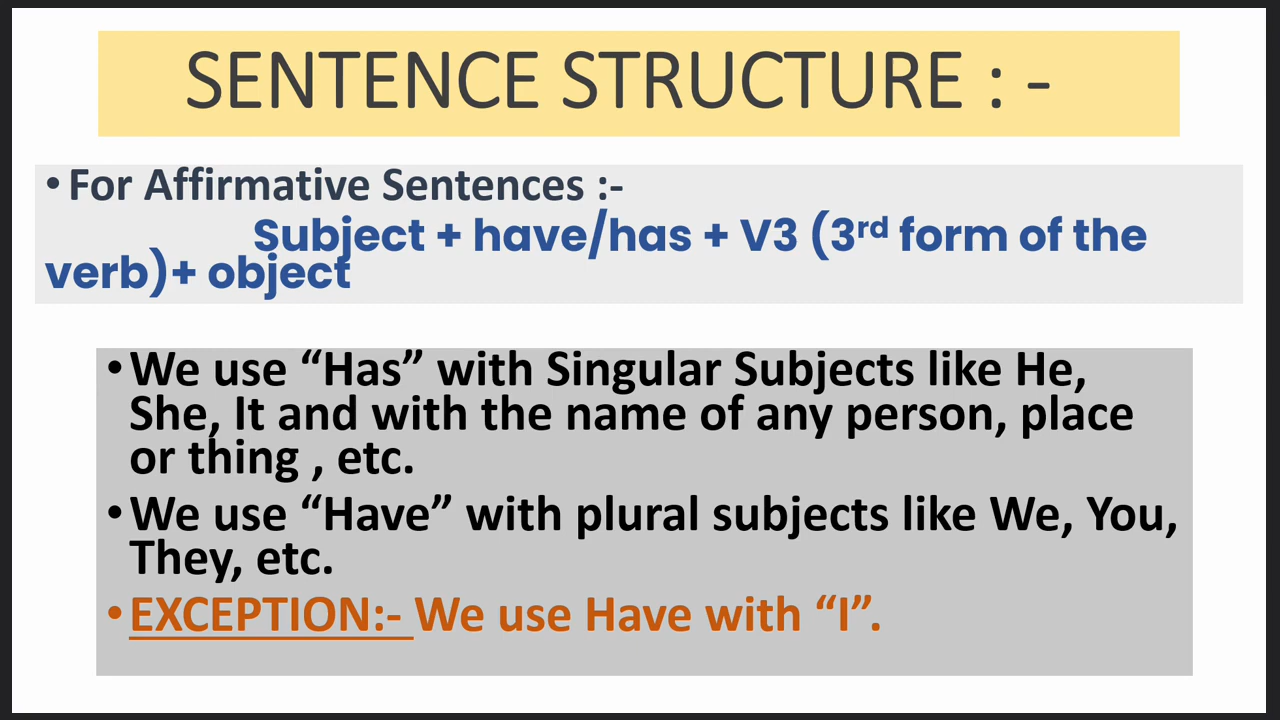 SENTENCE STRUCTURE : -
• For Affirmative Sentences :-
Subject + have/has + V3 (3rd form of the
verb)+ object
• We use “Has” with Singular Subjects like He,
She, It and with the name of any person, place
or thing , etc.
• We use “Have” with plural subjects like We, You,
They, etc.
• EXCEPTION:- We use Have with “I”.